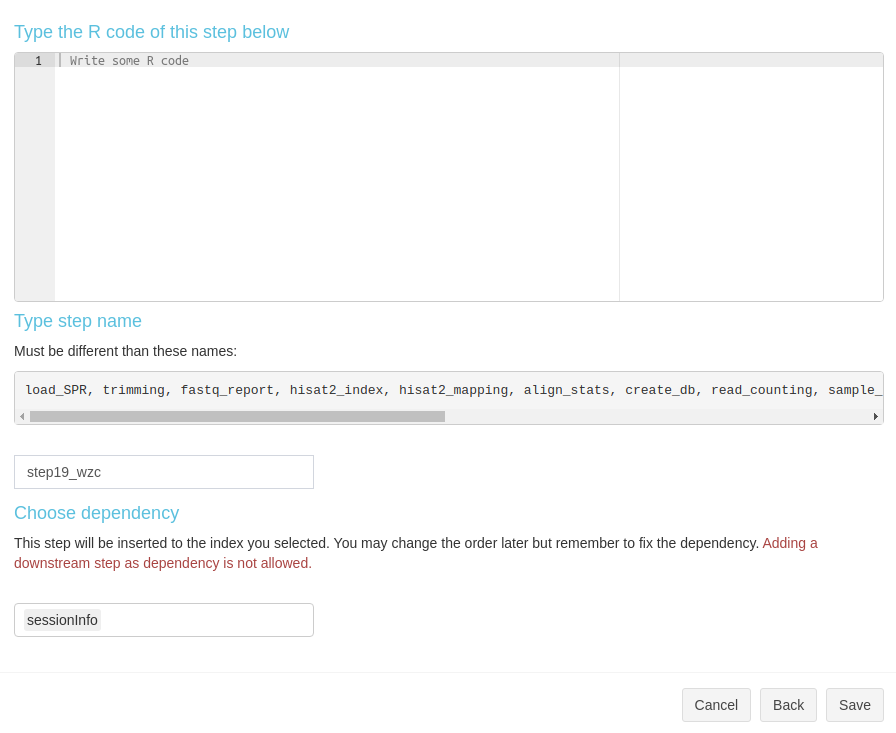 Type the R code of this step below
1 Write some R code
Type step name
Must be different than these names:
load_SPR, trimming, fastq_report, hisat2_index, hisat2_mapping, align_stats, create_db, read_counting, sample_
step19_wzc
Choose dependency
This step will be inserted to the index you selected. You may change the order later but remember to fix the dependency. Adding a
downstream step as dependency is not allowed.
sessionInfo
Cancel Back Save